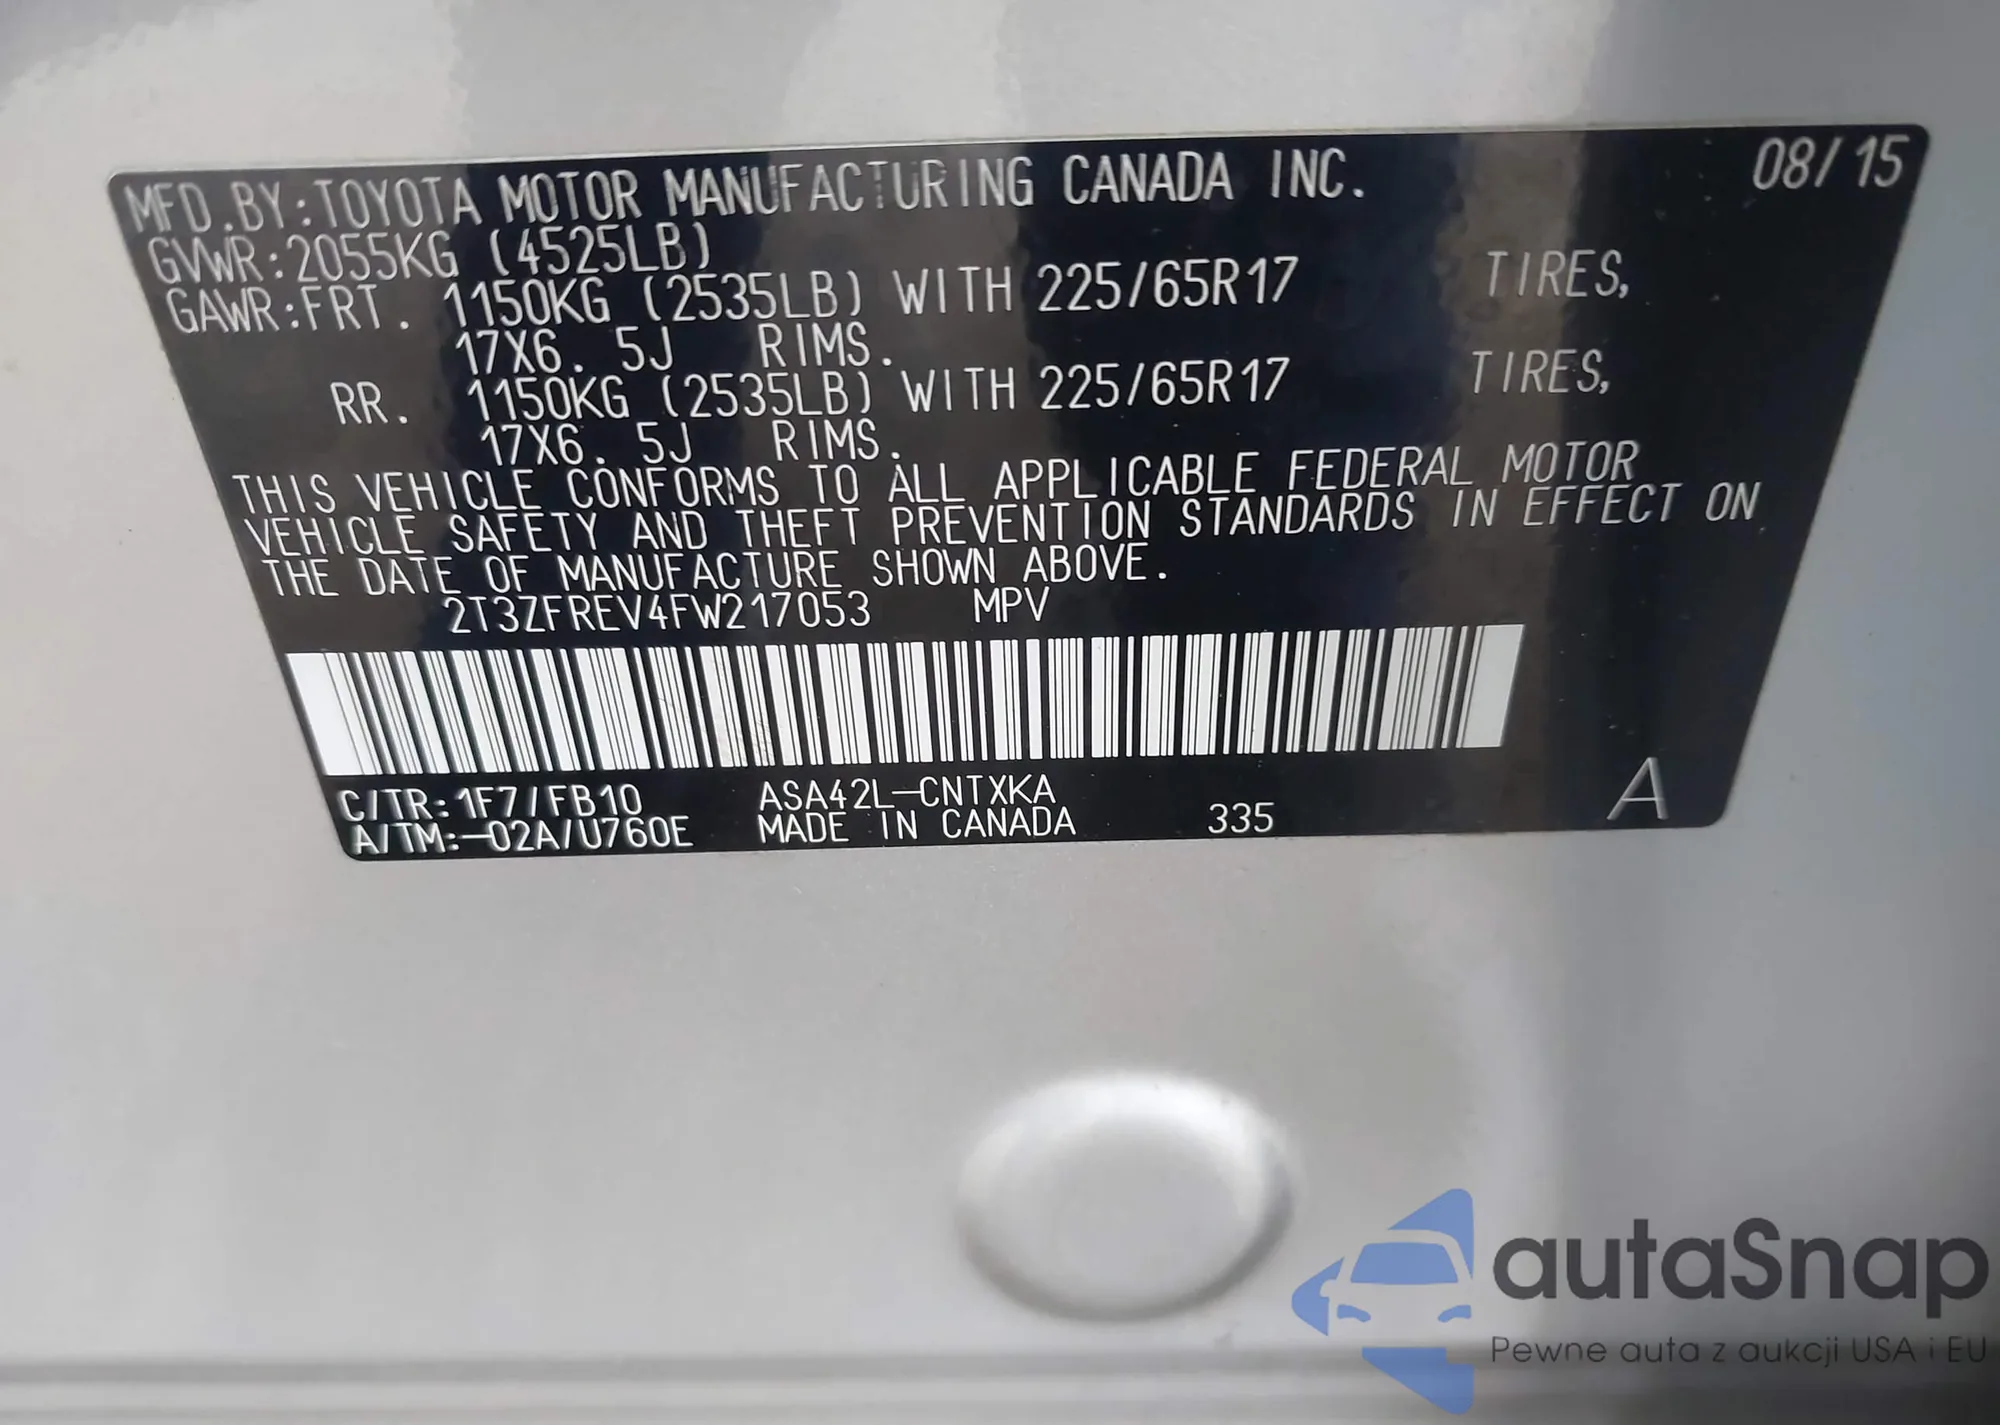 MFD.BY:TOYOTA MOTOR MANUFACTURING CANADA INC. 08/15
GVWR:2055KG (4525LB)
GAWR:FRT. 1150KG (2535LB) WITH 225/65R17 TIRES,
17X6.5J RIMS.
RR. 1150KG (2535LB) WITH 225/65R17 TIRES,
17X6.5J RIMS.
THIS VEHICLE CONFORMS TO ALL APPLICABLE FEDERAL MOTOR
VEHICLE SAFETY AND THEFT PREVENTION STANDARDS IN EFFECT ON
THE DATE OF MANUFACTURE SHOWN ABOVE.
2T3ZFREV4FW217053 MPV
C/TR:1F7/FB10 ASA42L-CNTXKA
A/TM:-02A/U760E MADE IN CANADA 335 A
autaSnap
Pewne auta z aukcji USA i EU